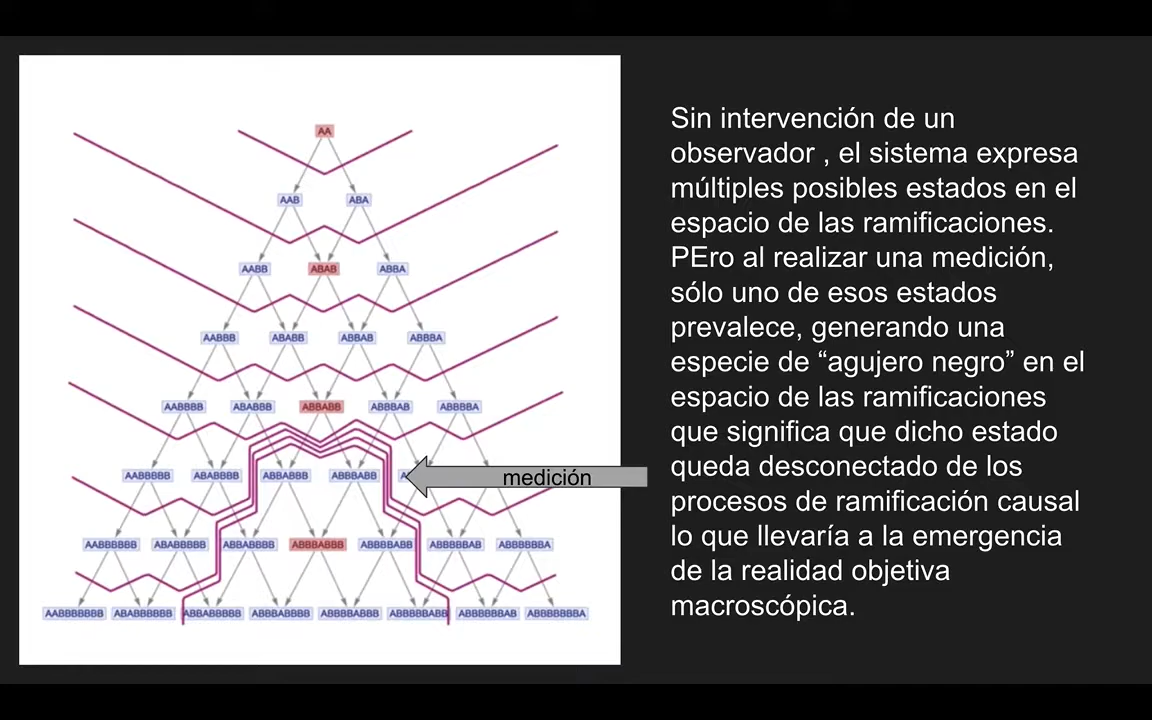 AA
AAB ABA
AABB ABAB ABBA
AABBB ABABB ABBAB ABBBA
AABBBB ABABBB ABBABB ABBBAB ABBBBA
AABBBBB ABABBBB ABBABBB ABBBABB
medición
AABBBBBB ABABBBBB ABBABBBB ABBBABBB ABBBBABB ABBBBBAB ABBBBBBA
AABBBBBBB ABABBBBBB ABBABBBBB ABBBABBBB ABBBBABBB ABBBBBABB ABBBBBBAB ABBBBBBBA
Sin intervención de un
observador , el sistema expresa
múltiples posibles estados en el
espacio de las ramificaciones.
PEro al realizar una medición,
sólo uno de esos estados
prevalece, generando una
especie de “agujero negro” en el
espacio de las ramificaciones
que significa que dicho estado
queda desconectado de los
procesos de ramificación causal
lo que llevaría a la emergencia
de la realidad objetiva
macroscópica.